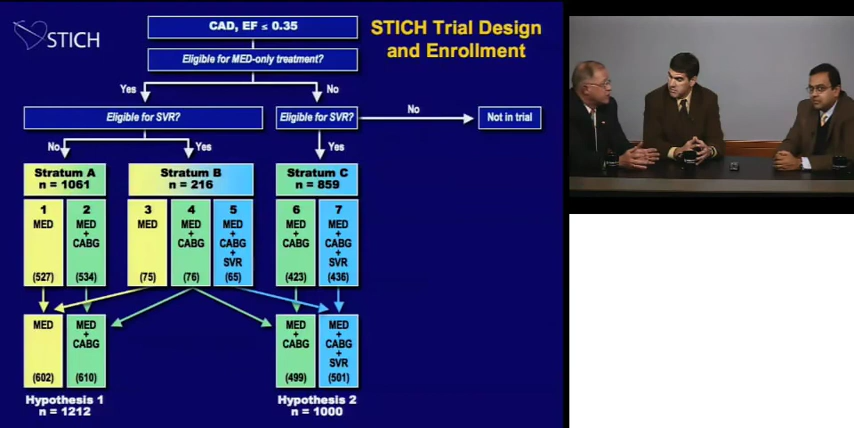 STICH
CAD, EF ≤ 0.35
STICH Trial Design
and Enrollment
Eligible for MED-only treatment?
Yes
No
Eligible for SVR?
Eligible for SVR?
No
Not in trial
No
Yes
Yes
Stratum A
n = 1061
Stratum B
n = 216
Stratum C
n = 859
1
MED
(527)
2
MED
+
CABG
(534)
3
MED
(75)
4
MED
+
CABG
(76)
5
MED
+
CABG
+
SVR
(65)
6
MED
+
CABG
(423)
7
MED
+
CABG
+
SVR
(436)
MED
(602)
MED
+
CABG
(610)
MED
+
CABG
(499)
MED
+
CABG
+
SVR
(501)
Hypothesis 1
n = 1212
Hypothesis 2
n = 1000